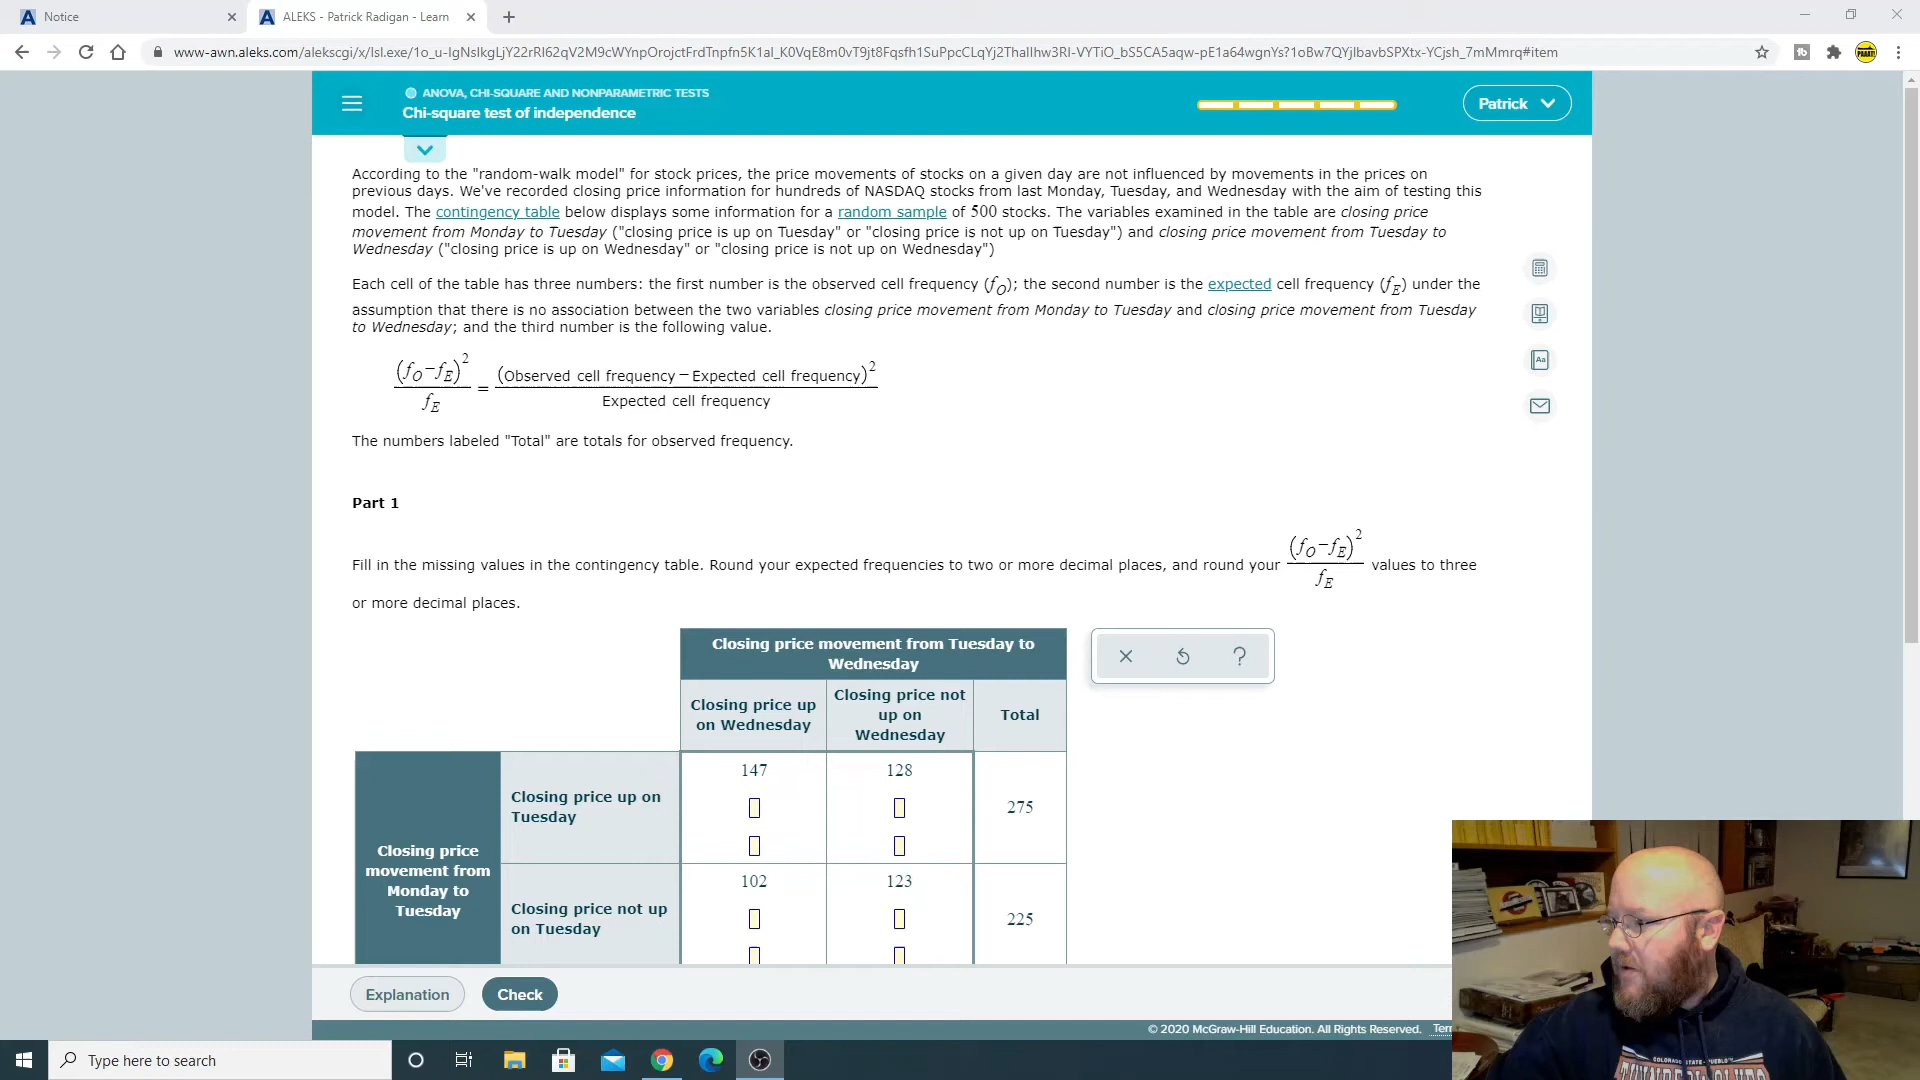 Notice
ALEKS - Patrick Radigan - Learn
ANOVA, CHI-SQUARE AND NONPARAMETRIC TESTS
Chi-square test of independence
Patrick
According to the "random-walk model" for stock prices, the price movements of stocks on a given day are not influenced by movements in the prices on
previous days. We've recorded closing price information for hundreds of NASDAQ stocks from last Monday, Tuesday, and Wednesday with the aim of testing this
model. The contingency table below displays some information for a random sample of 500 stocks. The variables examined in the table are closing price
movement from Monday to Tuesday ("closing price is up on Tuesday" or "closing price is not up on Tuesday") and closing price movement from Tuesday to
Wednesday ("closing price is up on Wednesday" or "closing price is not up on Wednesday")
Each cell of the table has three numbers: the first number is the observed cell frequency (fO); the second number is the expected cell frequency (fE) under the
assumption that there is no association between the two variables closing price movement from Monday to Tuesday and closing price movement from Tuesday
to Wednesday; and the third number is the following value.
(fO−fE)2
fE
=
(Observed cell frequency − Expected cell frequency)2
Expected cell frequency
The numbers labeled "Total" are totals for observed frequency.
Part 1
Fill in the missing values in the contingency table. Round your expected frequencies to two or more decimal places, and round your (fO−fE)2 / fE values to three
or more decimal places.
Closing price movement from Tuesday to
Wednesday
Closing price up
on Wednesday
Closing price not
up on
Wednesday
Total
Closing price
movement from
Monday to
Tuesday
Closing price up on
Tuesday
147
128
275
Closing price not up
on Tuesday
102
123
225
Explanation
Check
© 2020 McGraw-Hill Education. All Rights Reserved.
Type here to search